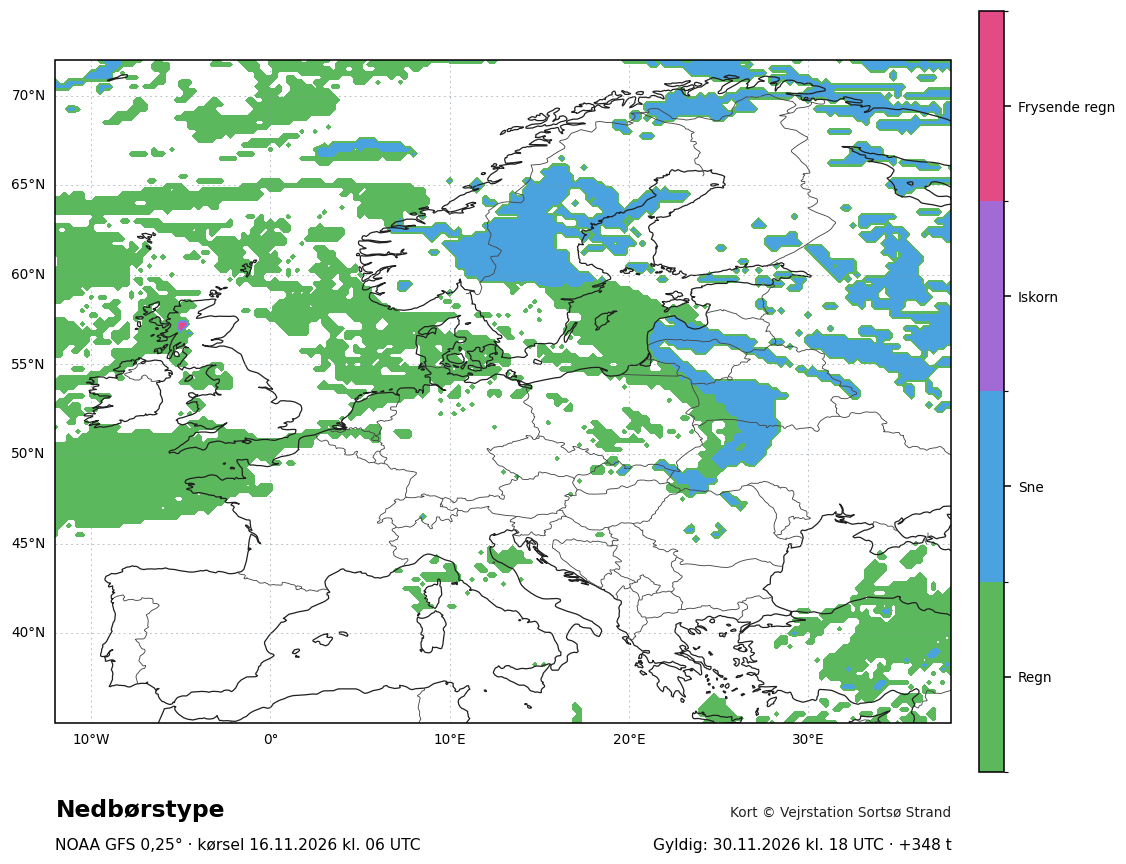 Frysende regn
Iskorn
Sne
Regn
70°N
65°N
60°N
55°N
50°N
45°N
40°N
10°W
0°
10°E
20°E
30°E
Nedbørstype
Kort © Vejrstation Sortsø Strand
NOAA GFS 0,25° · kørsel 16.11.2026 kl. 06 UTC
Gyldig: 30.11.2026 kl. 18 UTC · +348 t